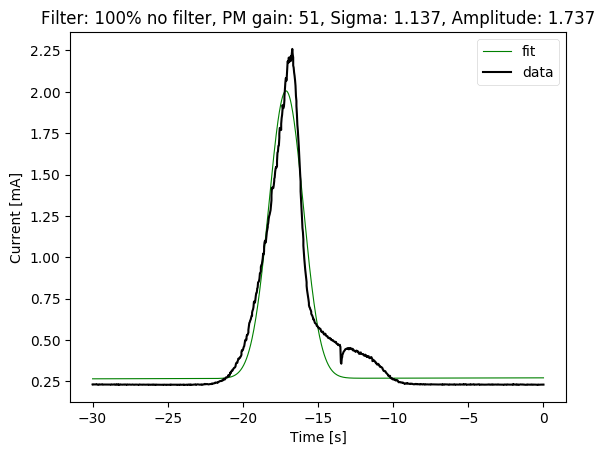 Filter: 100% no filter, PM gain: 51, Sigma: 1.137, Amplitude: 1.737
fit
data
2.25
2.00
1.75
1.50
1.25
1.00
0.75
0.50
0.25
Current [mA]
−30 −25 −20 −15 −10 −5 0
Time [s]